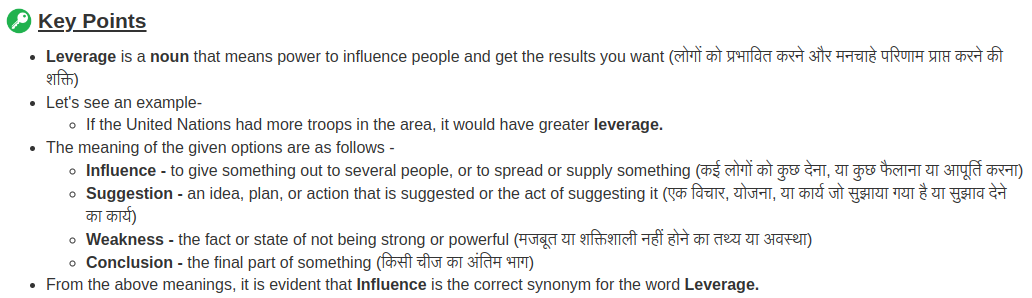 Key Points
Leverage is a noun that means power to influence people and get the results you want (लोगों को प्रभावित करने और मनचाहे परिणाम प्राप्त करने की
शक्ति)
Let's see an example-
If the United Nations had more troops in the area, it would have greater leverage.
The meaning of the given options are as follows -
Influence - to give something out to several people, or to spread or supply something (कई लोगों को कुछ देना, या कुछ फैलाना या आपूर्ति करना)
Suggestion - an idea, plan, or action that is suggested or the act of suggesting it (एक विचार, योजना, या कार्य जो सुझाया गया है या सुझाव देने
का कार्य)
Weakness - the fact or state of not being strong or powerful (मजबूत या शक्तिशाली नहीं होने का तथ्य या अवस्था)
Conclusion - the final part of something (किसी चीज का अंतिम भाग)
From the above meanings, it is evident that Influence is the correct synonym for the word Leverage.